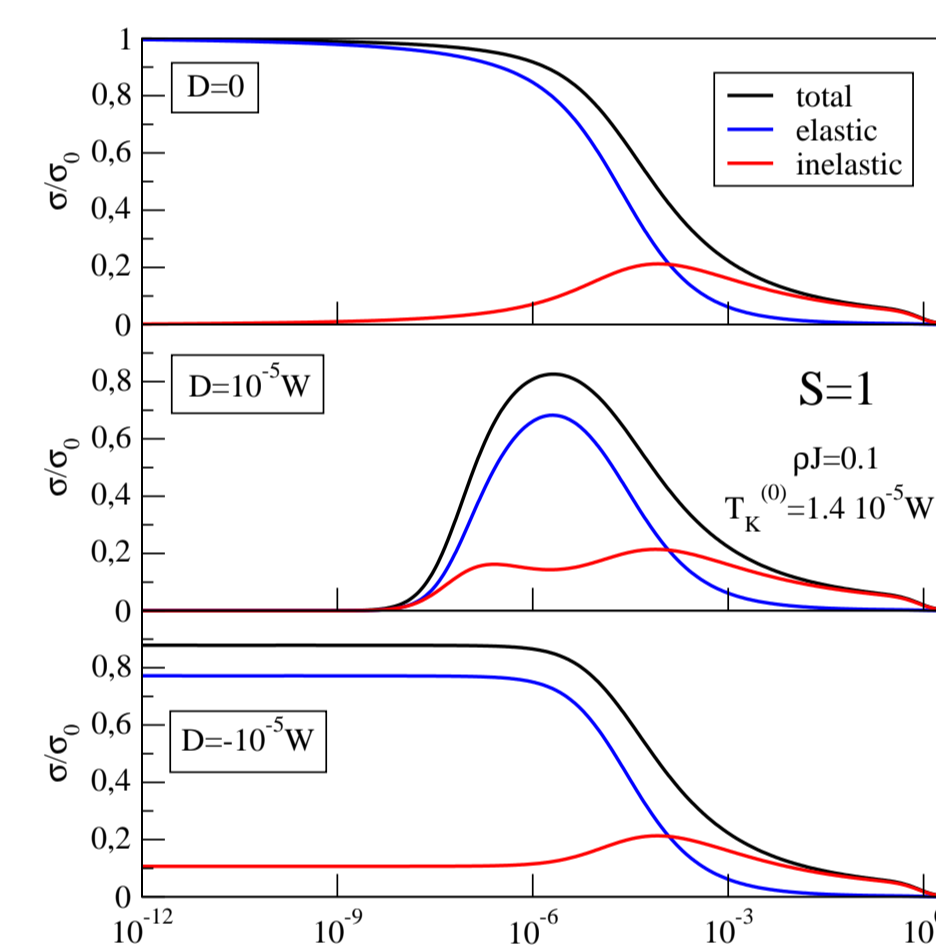 1
0,8
0,6
0,4
0,2
0
σ/σ₀
D=0
total
elastic
inelastic
0,8
0,6
0,4
0,2
0
σ/σ₀
D=10⁻⁵W
S=1
ρJ=0.1
T_K⁽⁰⁾=1.4 10⁻⁵W
0,8
0,6
0,4
0,2
0
σ/σ₀
D=-10⁻⁵W
10⁻¹² 10⁻⁹ 10⁻⁶ 10⁻³